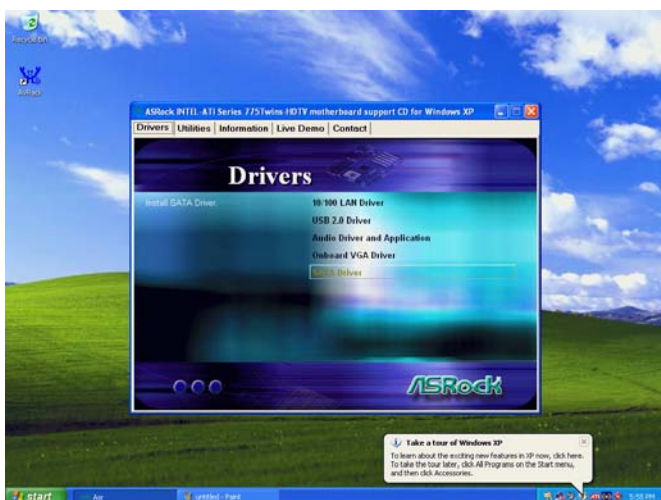 Recycle Bin
ASRock INTEL-ATI Series 775Twins-HDTV motherboard support CD for Windows XP
Drivers Utilities Information Live Demo Contact
Drivers
Install SATA Driver
10/100 LAN Driver
USB 2.0 Driver
Audio Driver and Application
Onboard VGA Driver
SATA Driver
ASRock
Take a tour of Windows XP
To learn about the exciting new features in XP now, click here.
To take the tour later, click All Programs on the Start menu,
and then click Accessories.
start
untitled - Paint
5:58 PM